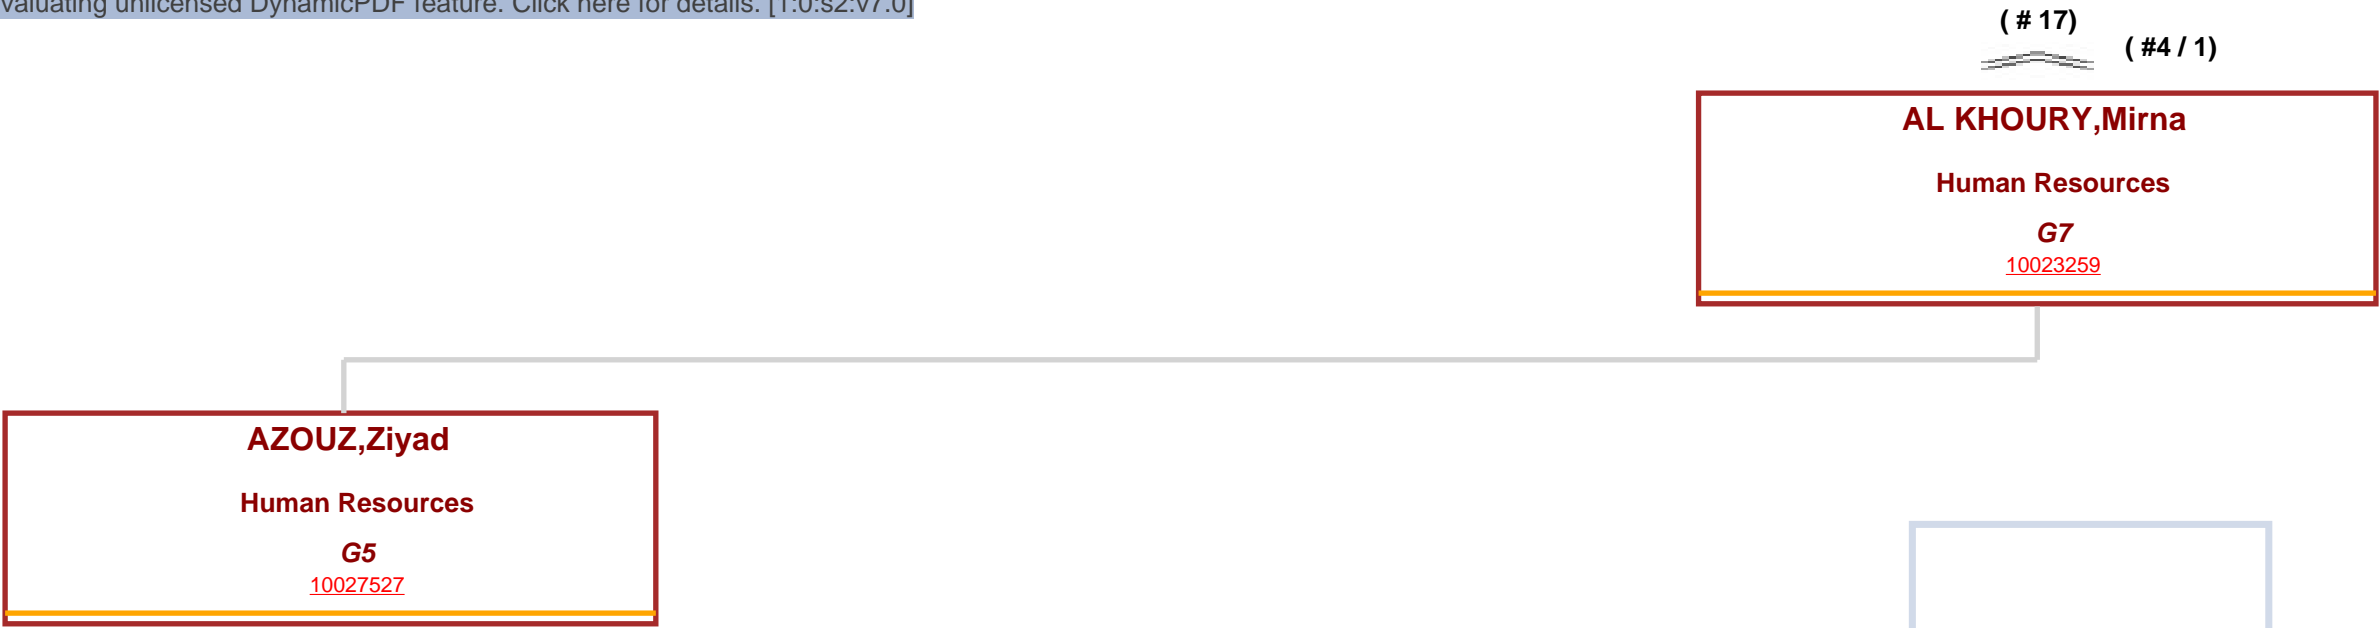 valuating unlicensed DynamicPDF feature. Click here for details. [1:0:s2:v7.0]
( # 17)
( #4 / 1)
AL KHOURY,Mirna
Human Resources
G7
10023259
AZOUZ,Ziyad
Human Resources
G5
10027527